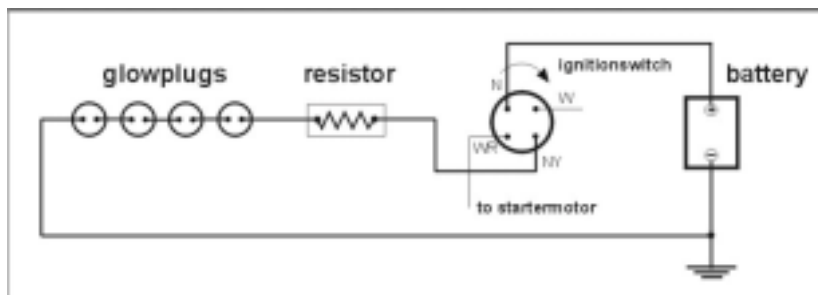 glowplugs
resistor
ignitionswitch
battery
N
W
WR
NY
to startermotor
+
−